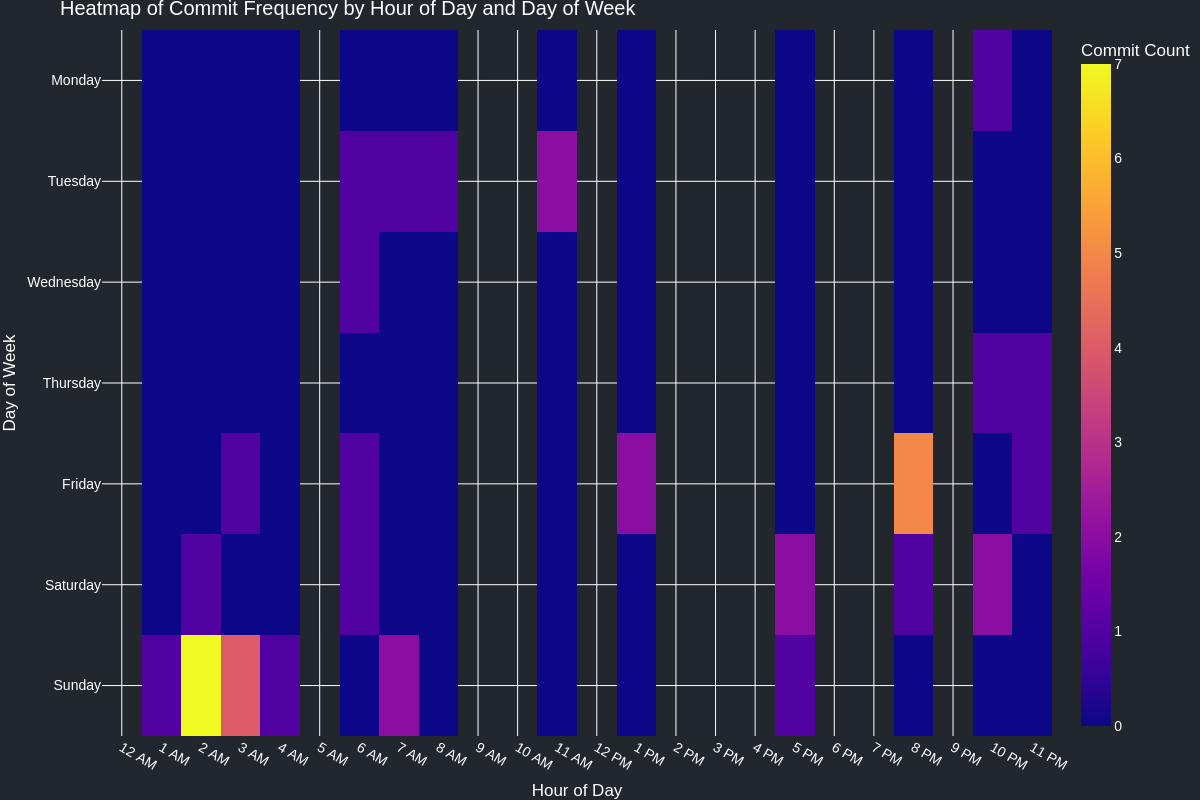 Heatmap of Commit Frequency by Hour of Day and Day of Week
Commit Count
7
6
5
4
3
2
1
0
Day of Week
Monday
Tuesday
Wednesday
Thursday
Friday
Saturday
Sunday
12 AM
1 AM
2 AM
3 AM
4 AM
5 AM
6 AM
7 AM
8 AM
9 AM
10 AM
11 AM
12 PM
1 PM
2 PM
3 PM
4 PM
5 PM
6 PM
7 PM
8 PM
9 PM
10 PM
11 PM
Hour of Day